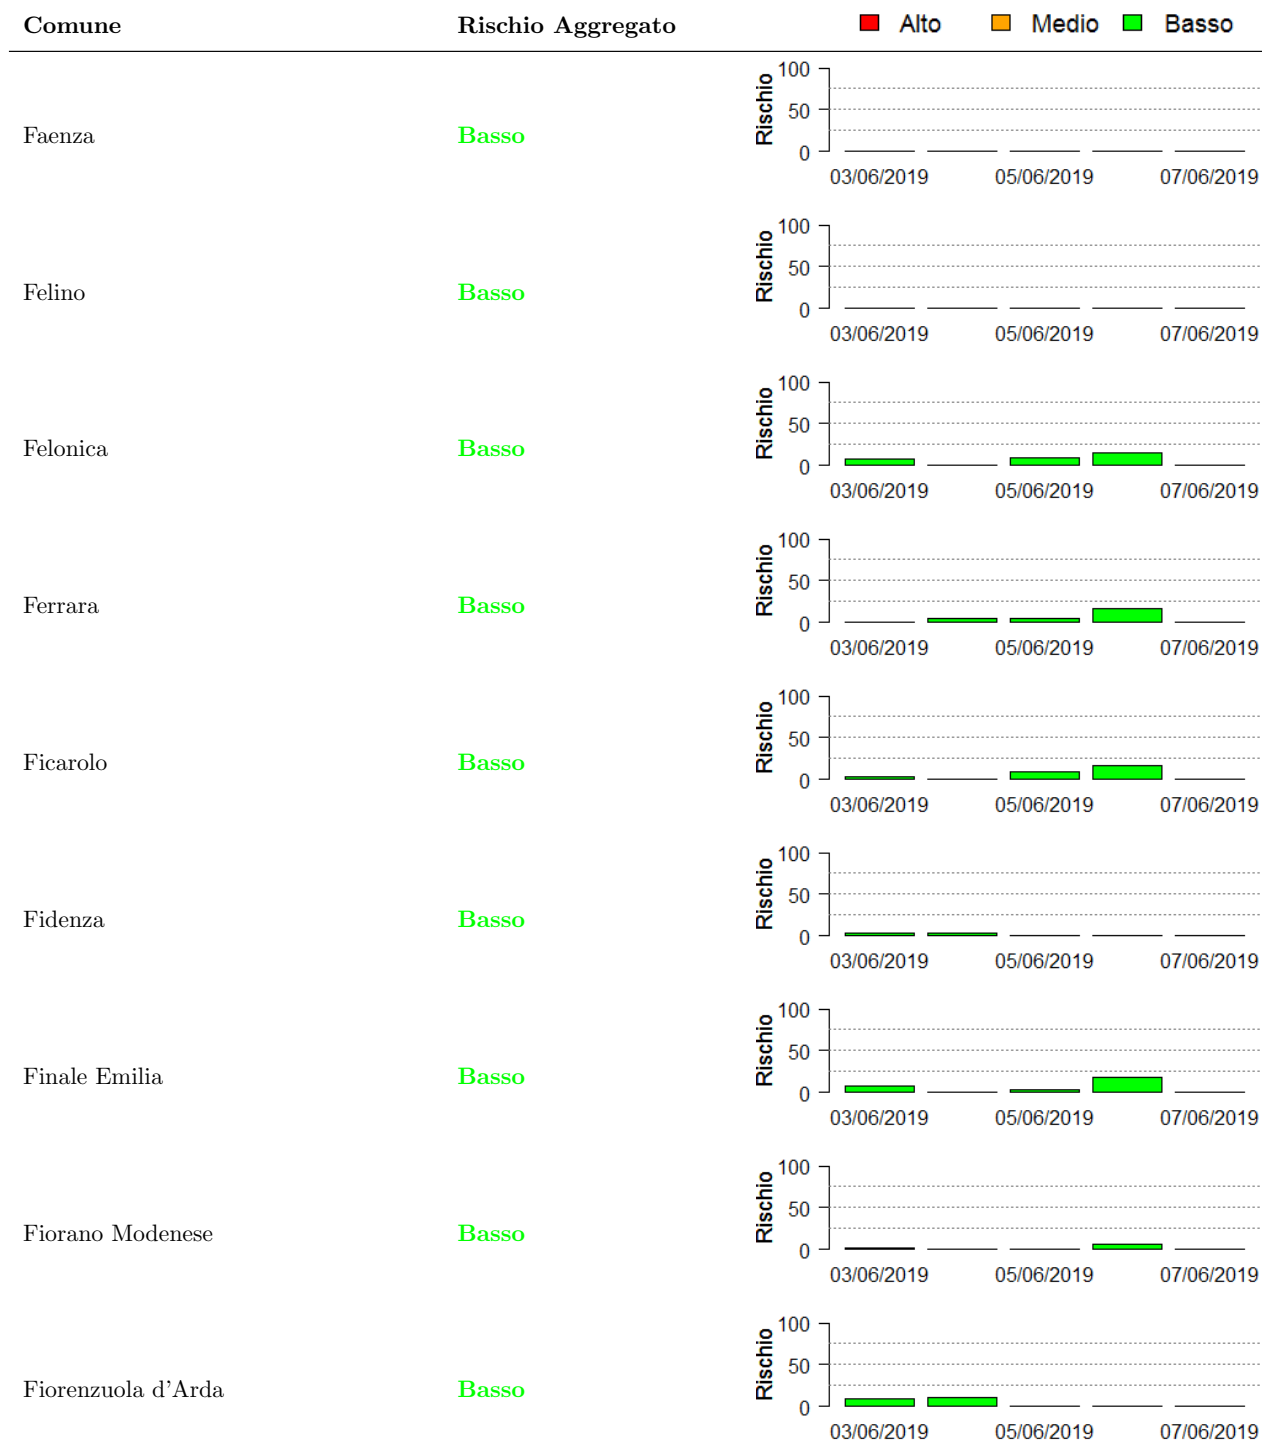 Comune Rischio Aggregato Alto Medio Basso
Faenza Basso Rischio 100 50 0
03/06/2019 05/06/2019 07/06/2019
Felino Basso Rischio 100 50 0
03/06/2019 05/06/2019 07/06/2019
Felonica Basso Rischio 100 50 0
03/06/2019 05/06/2019 07/06/2019
Ferrara Basso Rischio 100 50 0
03/06/2019 05/06/2019 07/06/2019
Ficarolo Basso Rischio 100 50 0
03/06/2019 05/06/2019 07/06/2019
Fidenza Basso Rischio 100 50 0
03/06/2019 05/06/2019 07/06/2019
Finale Emilia Basso Rischio 100 50 0
03/06/2019 05/06/2019 07/06/2019
Fiorano Modenese Basso Rischio 100 50 0
03/06/2019 05/06/2019 07/06/2019
Fiorenzuola d'Arda Basso Rischio 100 50 0
03/06/2019 05/06/2019 07/06/2019